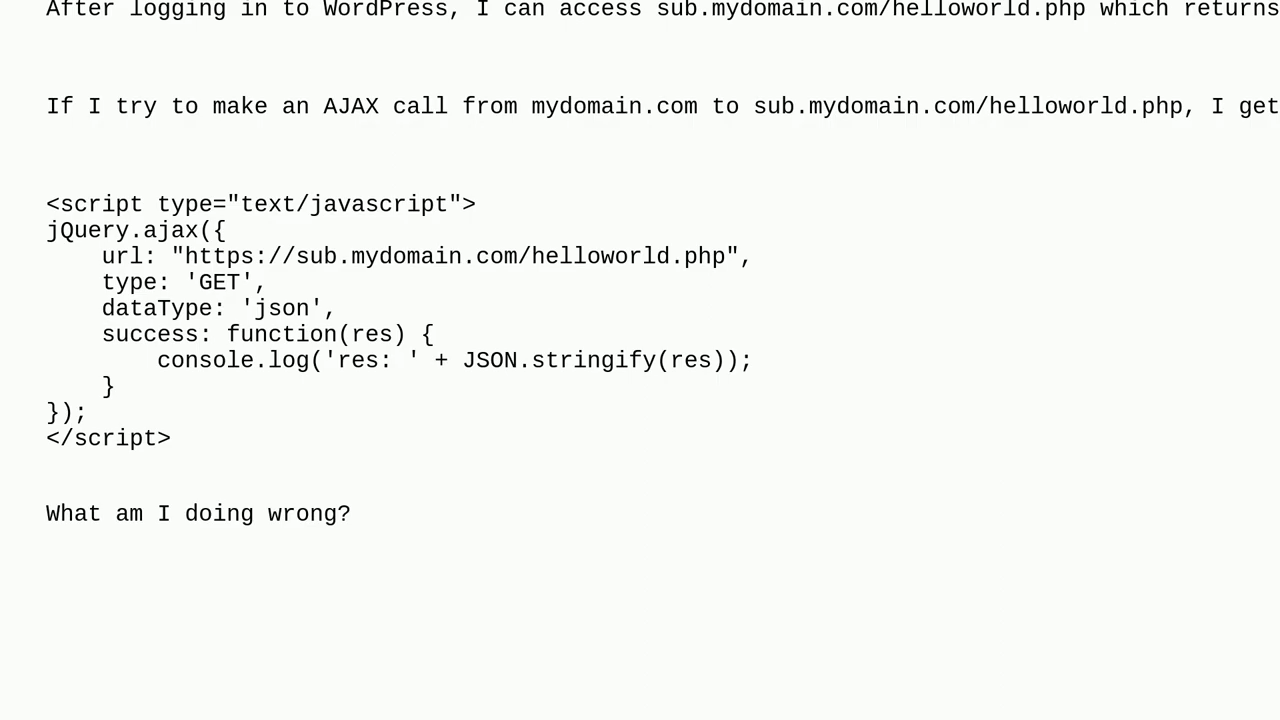 After logging in to WordPress, I can access sub.mydomain.com/helloworld.php which returns
If I try to make an AJAX call from mydomain.com to sub.mydomain.com/helloworld.php, I get
<script type="text/javascript">
jQuery.ajax({
    url: "https://sub.mydomain.com/helloworld.php",
    type: 'GET',
    dataType: 'json',
    success: function(res) {
        console.log('res: ' + JSON.stringify(res));
    }
});
</script>
What am I doing wrong?